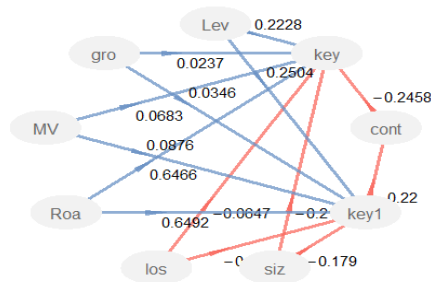 Lev
0.2228
gro
key
0.0237
0.2504
0.0346
−0.2458
0.0683
MV
cont
0.0876
0.6466
Roa
0.6492
−0.0647
−0.2
key1
0.22
los
siz
−0.179